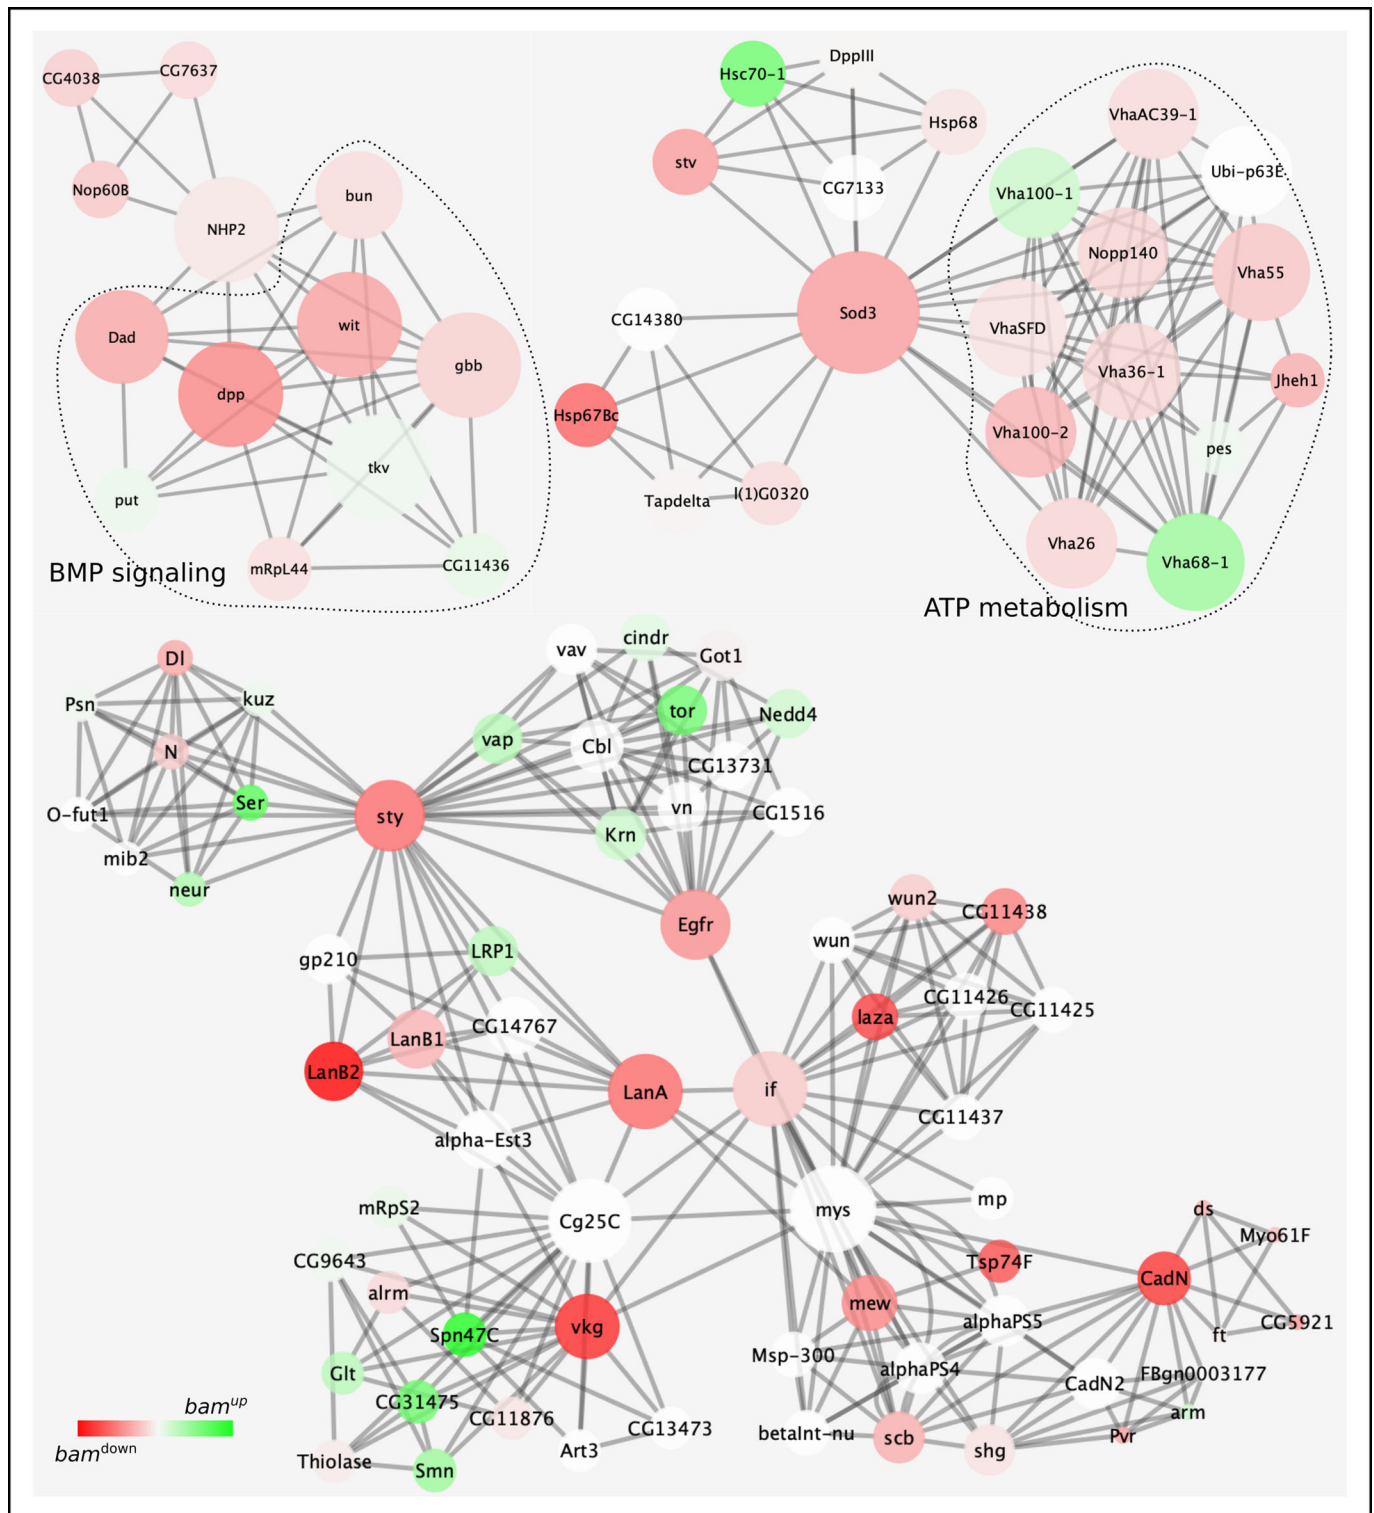 CG4038
CG7637
Nop60B
NHP2
bun
Dad
wit
dpp
gbb
tkv
put
mRpL44
CG11436
BMP signaling
Hsc70-1
DppIII
Hsp68
stv
CG7133
Sod3
CG14380
Hsp67Bc
Tapdelta
l(1)G0320
VhaAC39-1
Ubi-p63E
Vha100-1
Nopp140
Vha55
VhaSFD
Vha36-1
Jheh1
Vha100-2
pes
Vha26
Vha68-1
ATP metabolism
Dl
Psn
kuz
N
Ser
O-fut1
mib2
neur
sty
vav
cindr
Got1
tor
Nedd4
vap
Cbl
CG13731
vn
CG1516
Krn
Egfr
gp210
LRP1
CG14767
LanB1
LanB2
LanA
alpha-Est3
wun2
CG11438
wun
CG11426
CG11425
laza
if
CG11437
mRpS2
Cg25C
CG9643
alrm
Spn47C
vkg
Glt
CG31475
CG11876
CG13473
Art3
Thiolase
Smn
mys
mp
Tsp74F
mew
alphaPS5
Msp-300
alphaPS4
betaInt-nu
scb
shg
CadN2
CadN
ds
Myo61F
ft
CG5921
FBgn0003177
arm
Pvr
bamup
bamdown